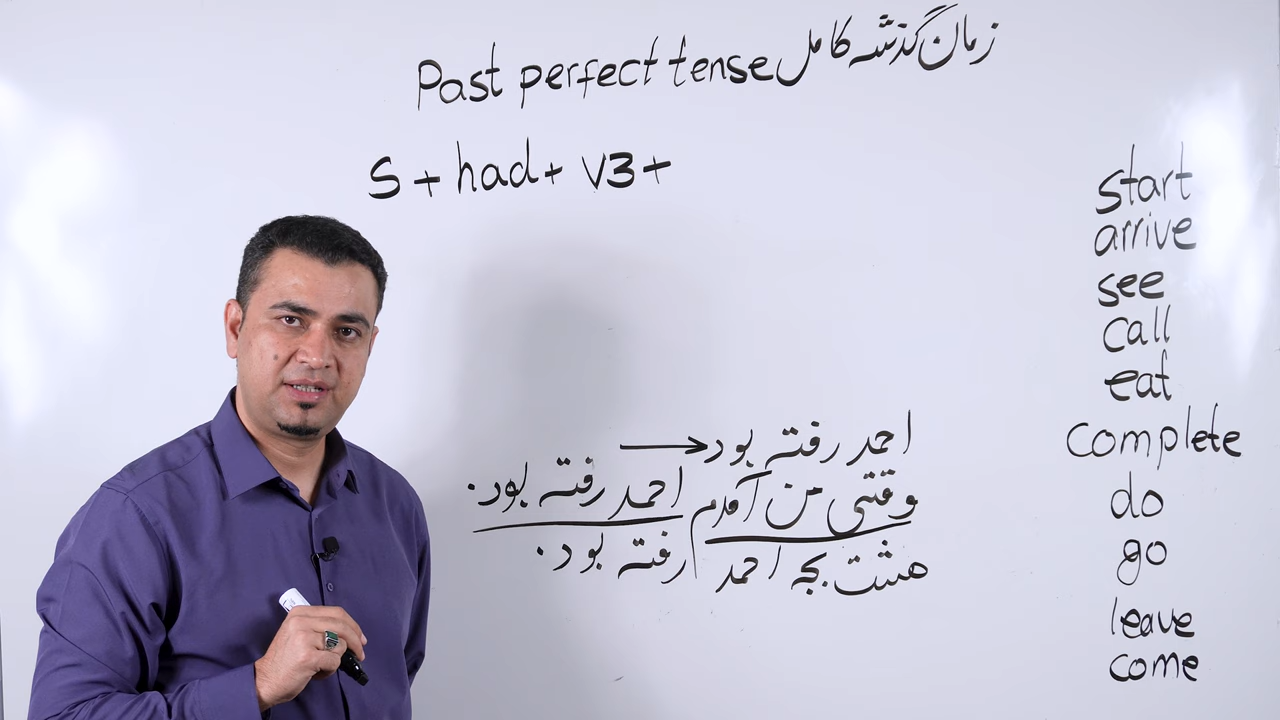 Past perfect tense زمان گذشته کامل
S + had + v3 +
احمد رفته بود
وقتی من آمدم احمد رفته بود.
هشت بجه احمد رفته بود.
start
arrive
see
call
eat
complete
do
go
leave
come